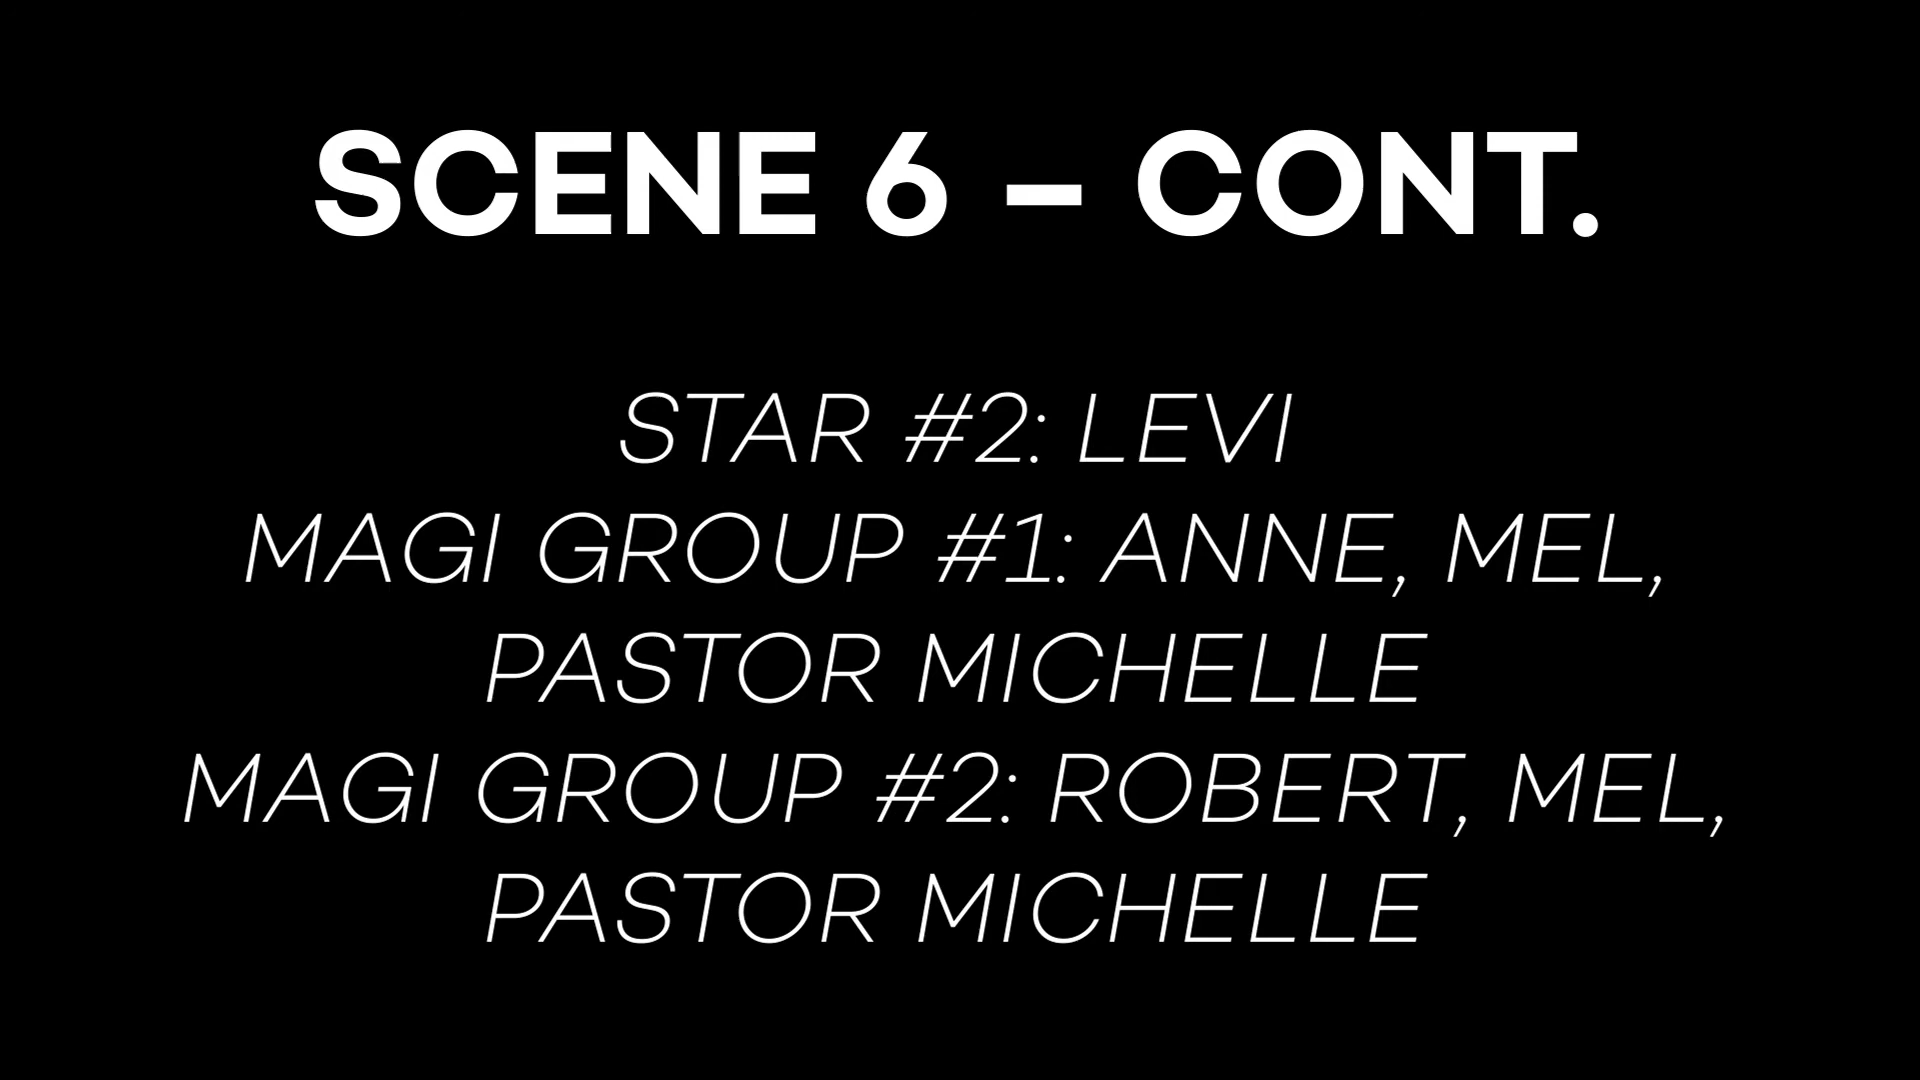 SCENE 6 – CONT.
STAR #2: LEVI
MAGI GROUP #1: ANNE, MEL,
PASTOR MICHELLE
MAGI GROUP #2: ROBERT, MEL,
PASTOR MICHELLE